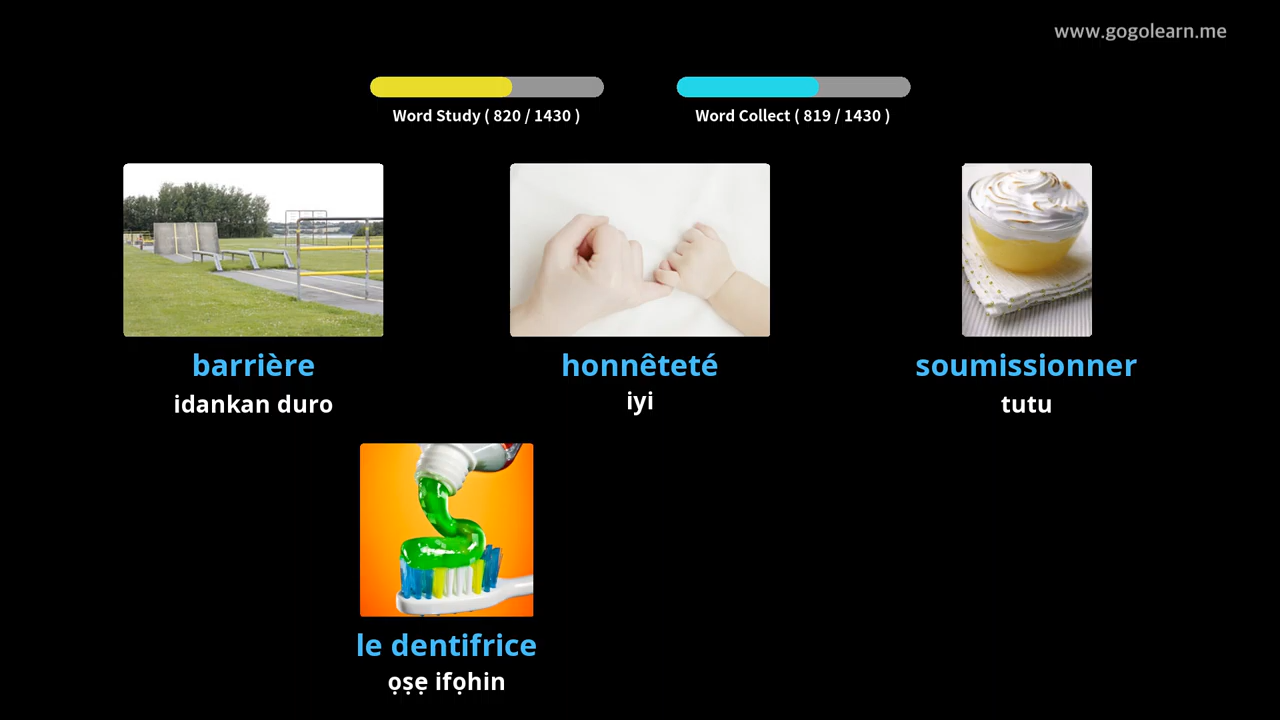 www.gogolearn.me
Word Study ( 820 / 1430 )
Word Collect ( 819 / 1430 )
barrière
idankan duro
honnêteté
iyi
soumissionner
tutu
le dentifrice
ọṣẹ ifọhin